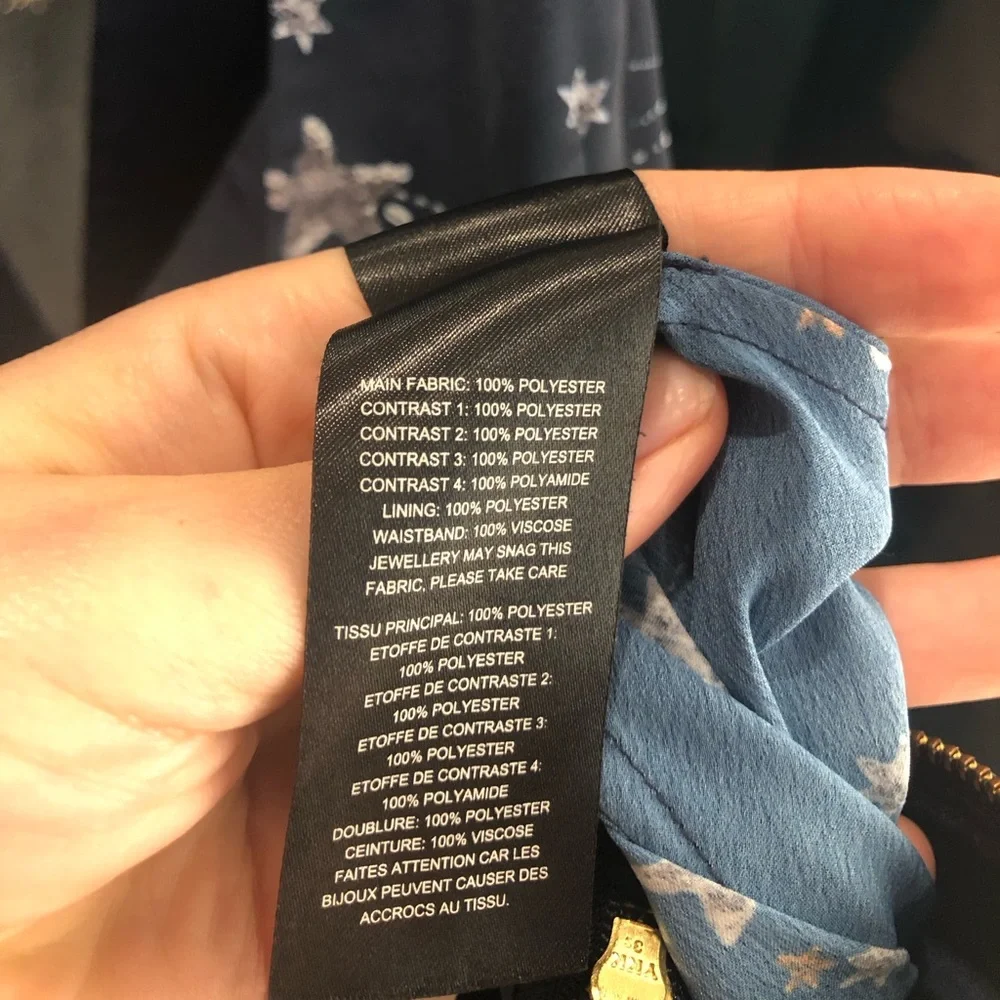 MAIN FABRIC: 100% POLYESTER
CONTRAST 1: 100% POLYESTER
CONTRAST 2: 100% POLYESTER
CONTRAST 3: 100% POLYESTER
CONTRAST 4: 100% POLYAMIDE
LINING: 100% POLYESTER
WAISTBAND: 100% VISCOSE
JEWELLERY MAY SNAG THIS
FABRIC, PLEASE TAKE CARE
TISSU PRINCIPAL: 100% POLYESTER
ETOFFE DE CONTRASTE 1:
100% POLYESTER
ETOFFE DE CONTRASTE 2:
100% POLYESTER
ETOFFE DE CONTRASTE 3:
100% POLYESTER
ETOFFE DE CONTRASTE 4:
100% POLYAMIDE
DOUBLURE: 100% POLYESTER
CEINTURE: 100% VISCOSE
FAITES ATTENTION CAR LES
BIJOUX PEUVENT CAUSER DES
ACCROCS AU TISSU.
YKK